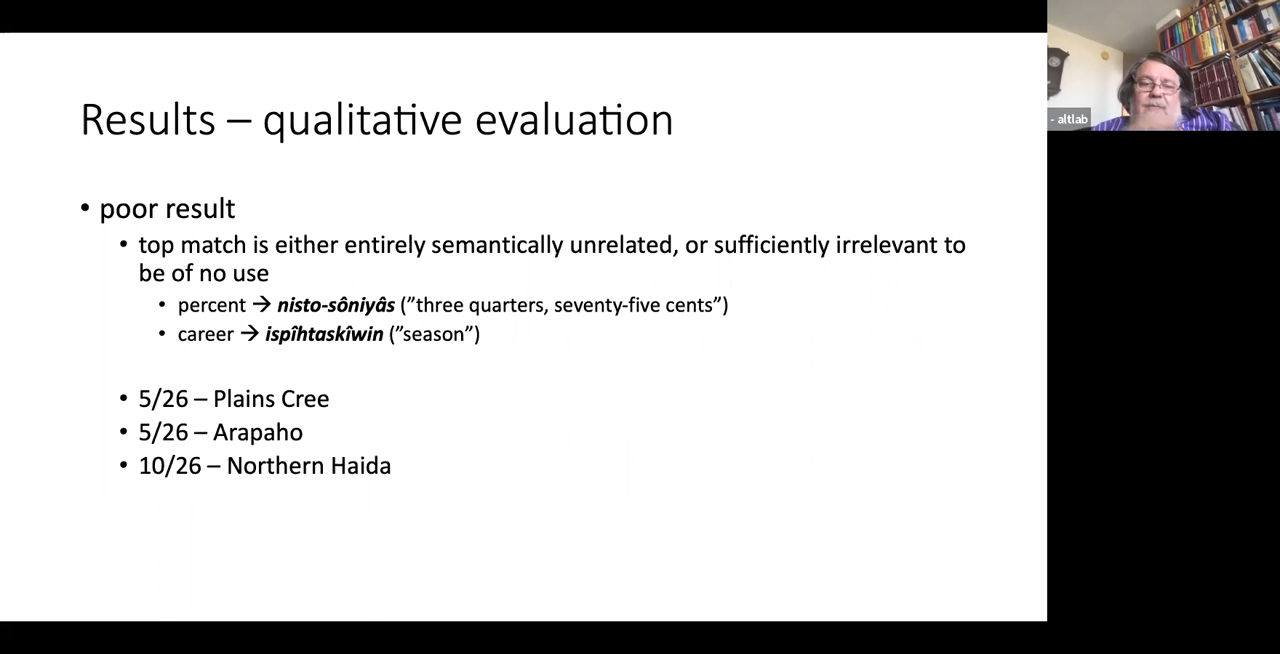 Results – qualitative evaluation
• poor result
• top match is either entirely semantically unrelated, or sufficiently irrelevant to
be of no use
• percent → nisto-sôniyâs (”three quarters, seventy-five cents”)
• career → ispîhtaskîwin (”season”)
• 5/26 – Plains Cree
• 5/26 – Arapaho
• 10/26 – Northern Haida
- altlab